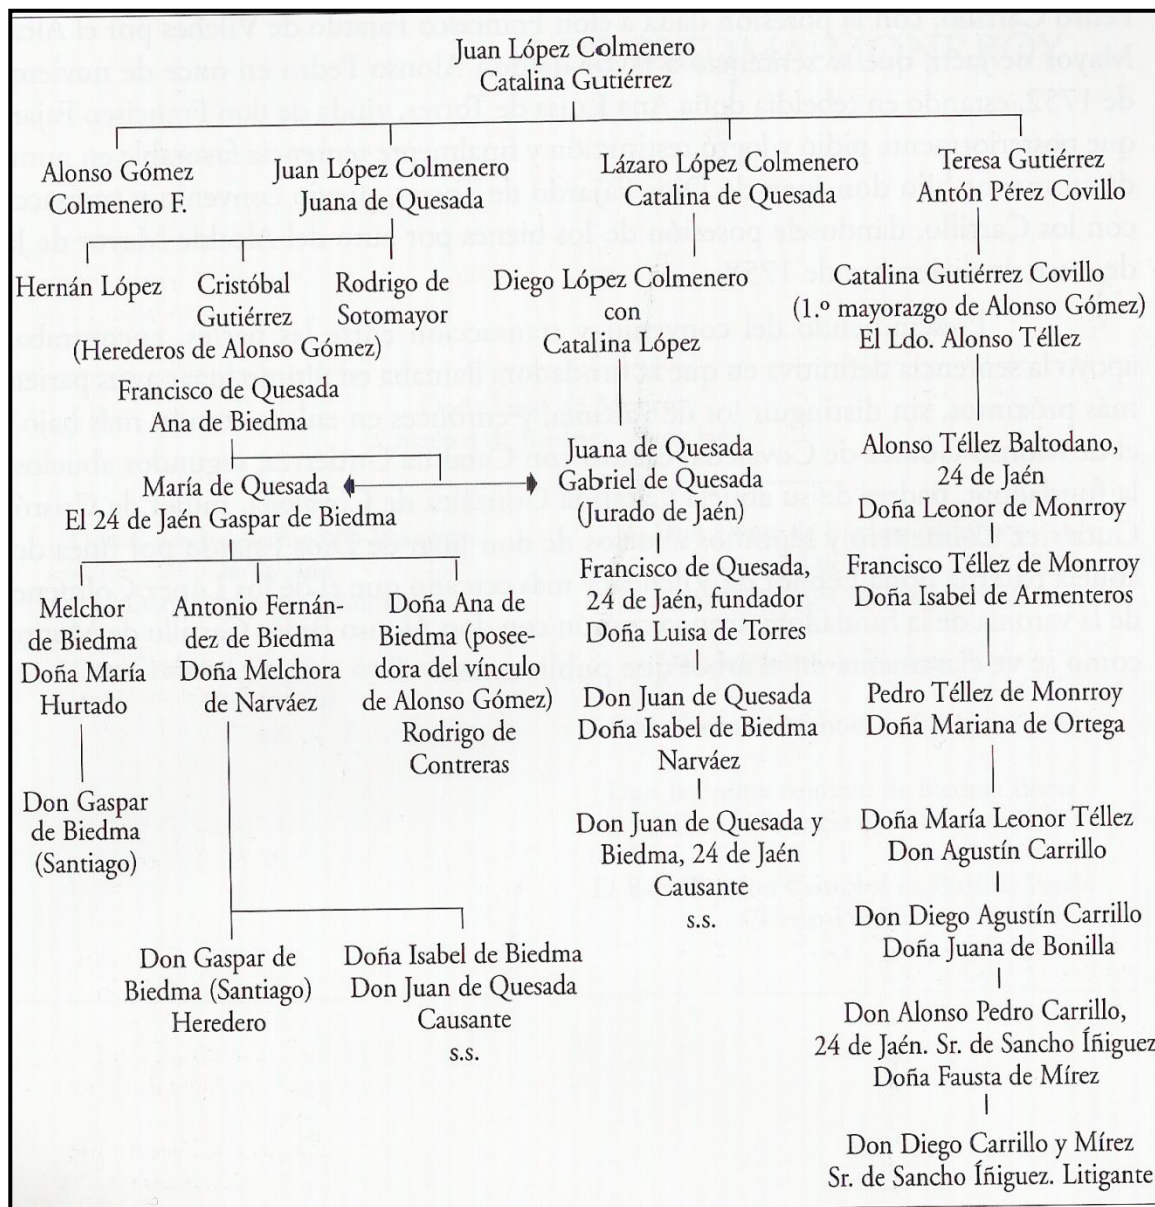 Juan López Colmenero
Catalina Gutiérrez
Alonso Gómez
Colmenero F.
Juan López Colmenero
Juana de Quesada
Lázaro López Colmenero
Catalina de Quesada
Teresa Gutiérrez
Antón Pérez Covillo
Hernán López
Cristóbal
Gutiérrez
Rodrigo de
Sotomayor
(Herederos de Alonso Gómez)
Diego López Colmenero
con
Catalina López
Catalina Gutiérrez Covillo
(1.º mayorazgo de Alonso Gómez)
El Ldo. Alonso Téllez
Francisco de Quesada
Ana de Biedma
María de Quesada
El 24 de Jaén Gaspar de Biedma
Juana de Quesada
Gabriel de Quesada
(Jurado de Jaén)
Alonso Téllez Baltodano,
24 de Jaén
Doña Leonor de Monrroy
Melchor
de Biedma
Doña María
Hurtado
Antonio Fernán-
dez de Biedma
Doña Melchora
de Narváez
Doña Ana de
Biedma (posee-
dora del vínculo
de Alonso Gómez)
Rodrigo de
Contreras
Francisco de Quesada,
24 de Jaén, fundador
Doña Luisa de Torres
Francisco Téllez de Monrroy
Doña Isabel de Armenteros
Don Juan de Quesada
Doña Isabel de Biedma
Narváez
Pedro Téllez de Monrroy
Doña Mariana de Ortega
Don Gaspar
de Biedma
(Santiago)
Don Juan de Quesada y
Biedma, 24 de Jaén
Causante
s.s.
Doña María Leonor Téllez
Don Agustín Carrillo
Don Gaspar de
Biedma (Santiago)
Heredero
Doña Isabel de Biedma
Don Juan de Quesada
Causante
s.s.
Don Diego Agustín Carrillo
Doña Juana de Bonilla
Don Alonso Pedro Carrillo,
24 de Jaén. Sr. de Sancho Íñiguez
Doña Fausta de Mírez
Don Diego Carrillo y Mírez
Sr. de Sancho Íñiguez. Litigante